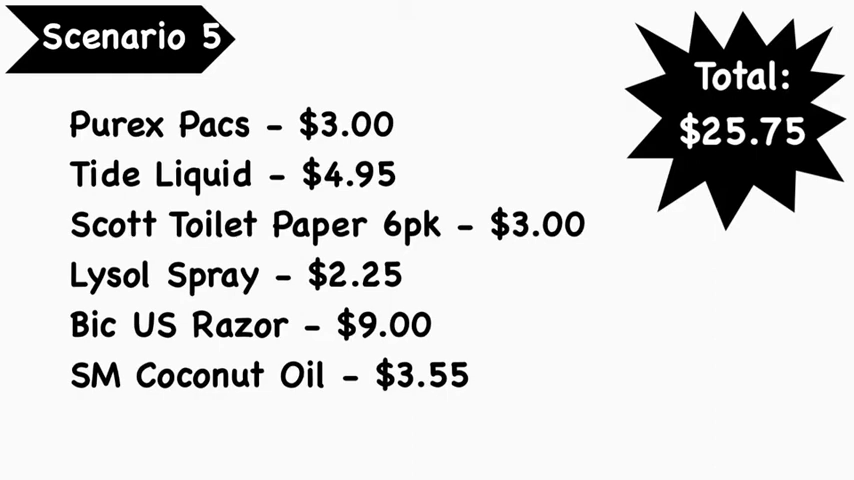 Scenario 5
Total:
$25.75
Purex Pacs - $3.00
Tide Liquid - $4.95
Scott Toilet Paper 6pk - $3.00
Lysol Spray - $2.25
Bic US Razor - $9.00
SM Coconut Oil - $3.55